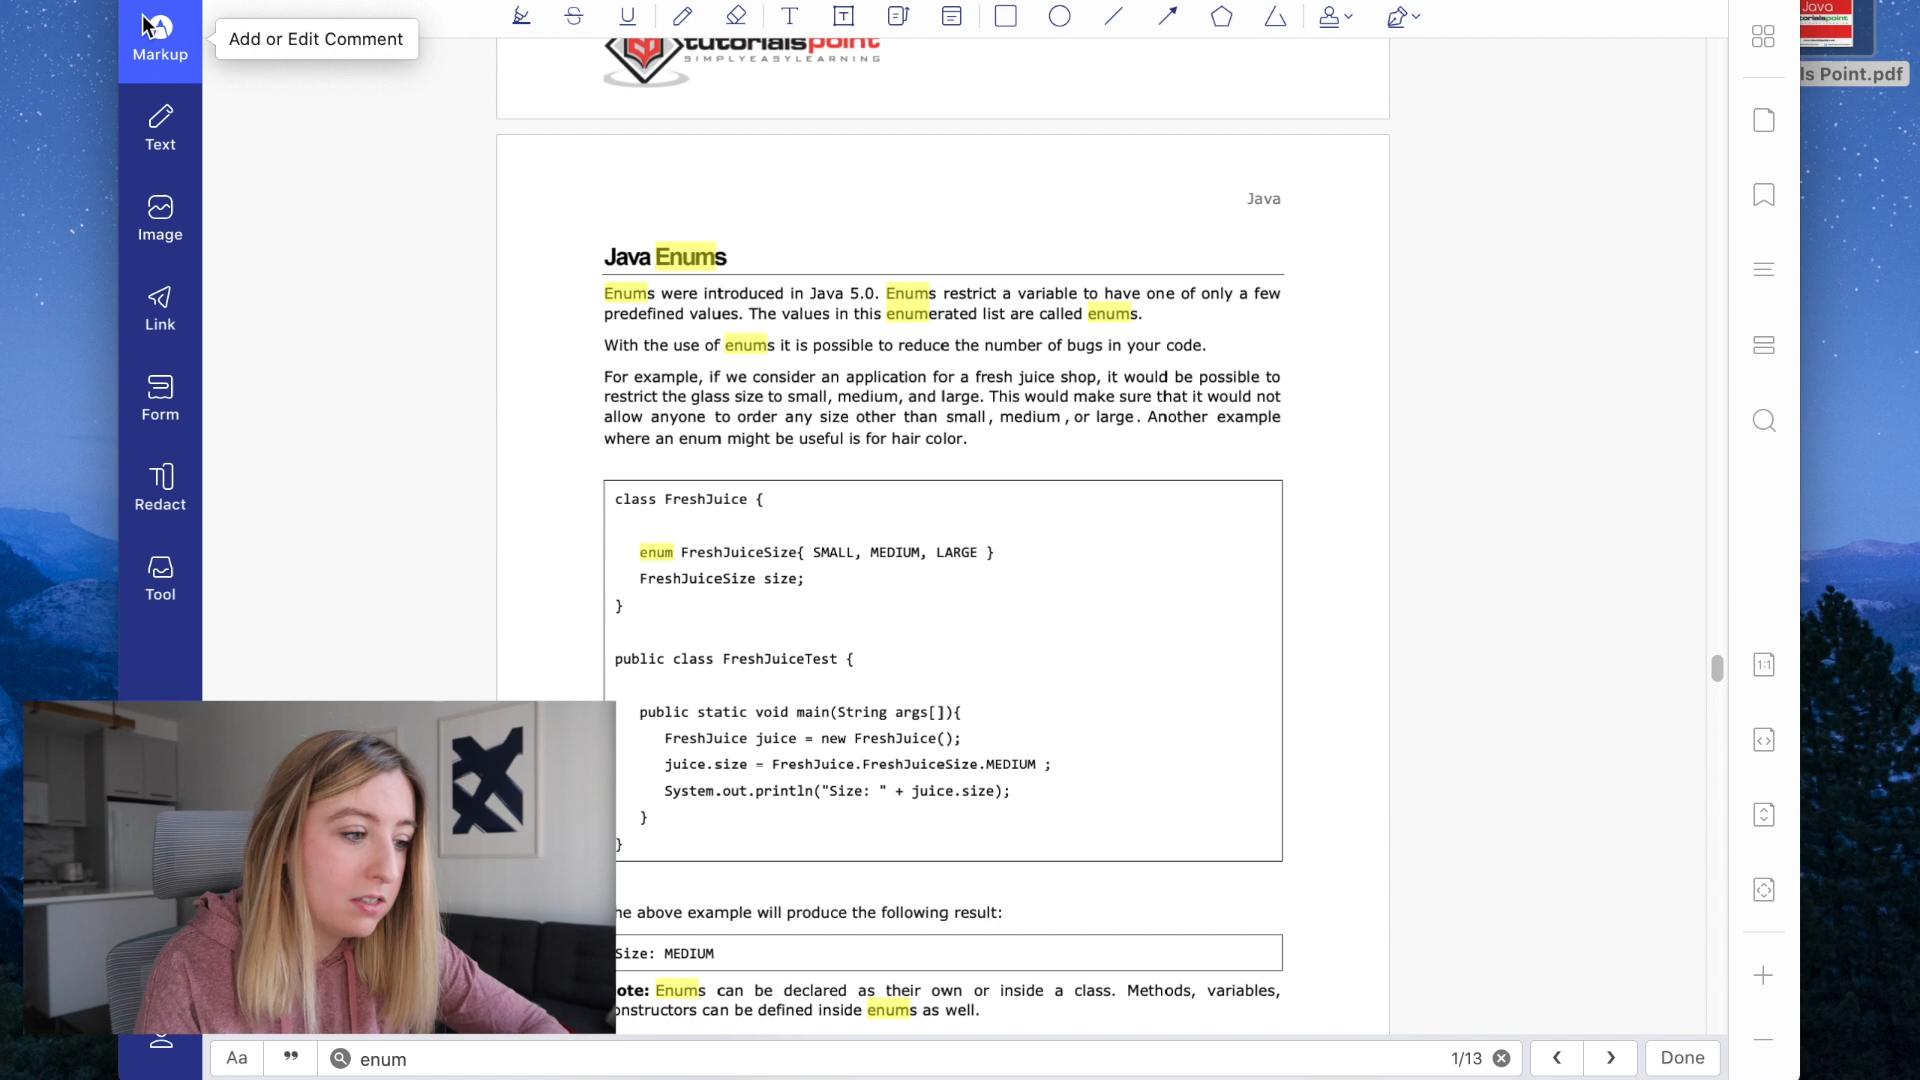 Markup
Add or Edit Comment
Text
Image
Link
Form
Redact
Tool
Java
ls Point.pdf
tutorialspoint
SIMPLYEASYLEARNING
Java
Java Enums
Enums were introduced in Java 5.0. Enums restrict a variable to have one of only a few
predefined values. The values in this enumerated list are called enums.
With the use of enums it is possible to reduce the number of bugs in your code.
For example, if we consider an application for a fresh juice shop, it would be possible to
restrict the glass size to small, medium, and large. This would make sure that it would not
allow anyone to order any size other than small, medium, or large. Another example
where an enum might be useful is for hair color.
class FreshJuice {
enum FreshJuiceSize{ SMALL, MEDIUM, LARGE }
FreshJuiceSize size;
}
public class FreshJuiceTest {
public static void main(String args[]){
FreshJuice juice = new FreshJuice();
juice.size = FreshJuice.FreshJuiceSize.MEDIUM ;
System.out.println("Size: " + juice.size);
}
}
he above example will produce the following result:
Size: MEDIUM
ote: Enums can be declared as their own or inside a class. Methods, variables,
onstructors can be defined inside enums as well.
1:1
Aa
enum
1/13
Done